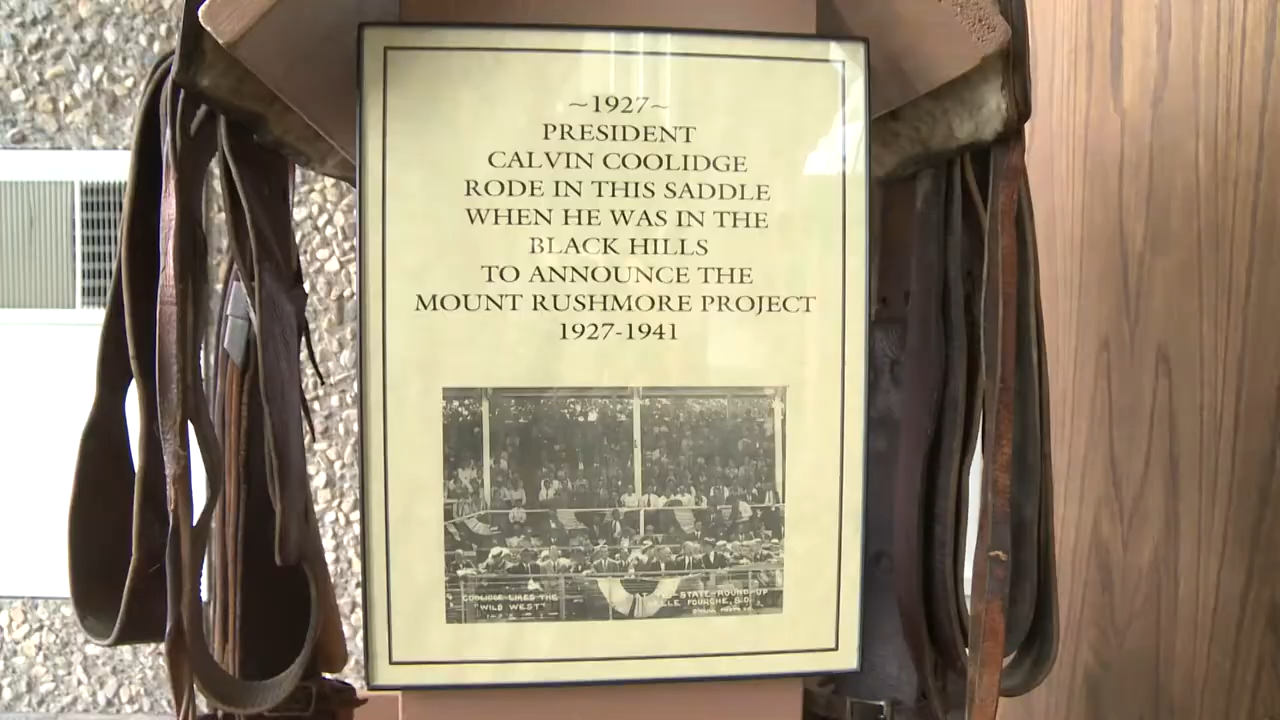 ~1927~
PRESIDENT
CALVIN COOLIDGE
RODE IN THIS SADDLE
WHEN HE WAS IN THE
BLACK HILLS
TO ANNOUNCE THE
MOUNT RUSHMORE PROJECT
1927-1941
COOLIDGE LIKES THE
"WILD WEST"
STATE-ROUND-UP
FOURCHE, S.D.